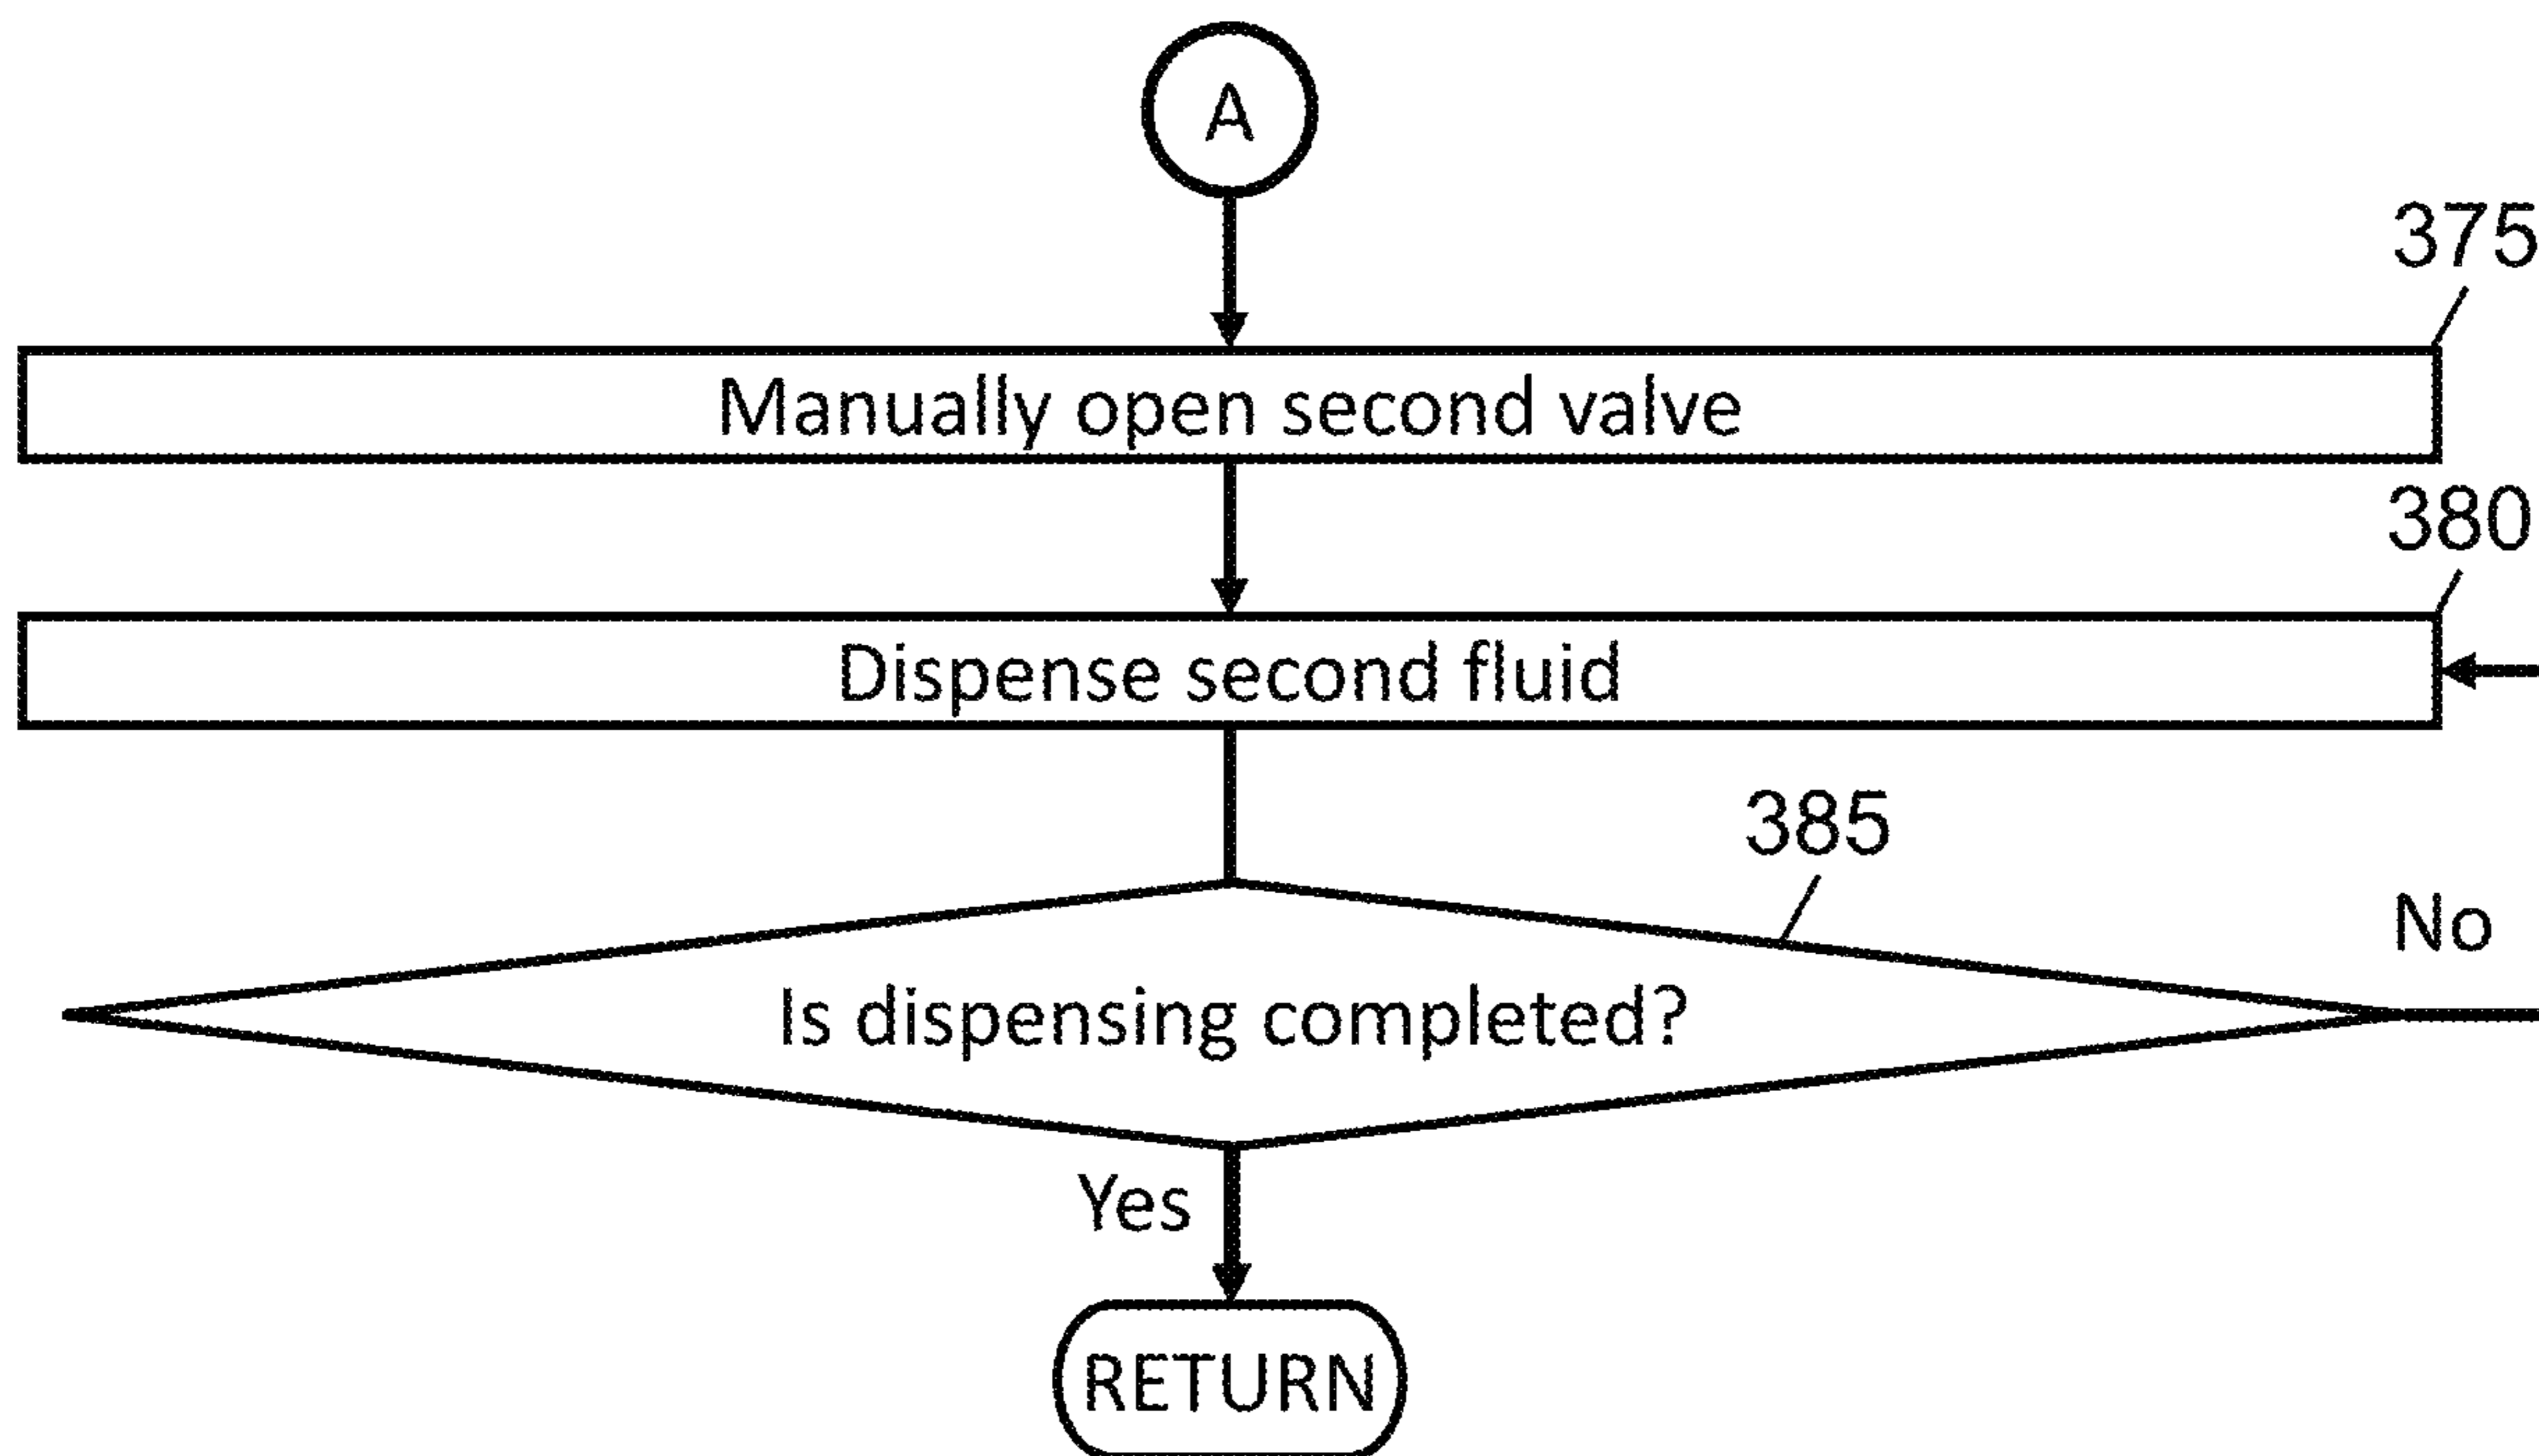 A
375
Manually open second valve
380
Dispense second fluid
385
No
Is dispensing completed?
Yes
RETURN